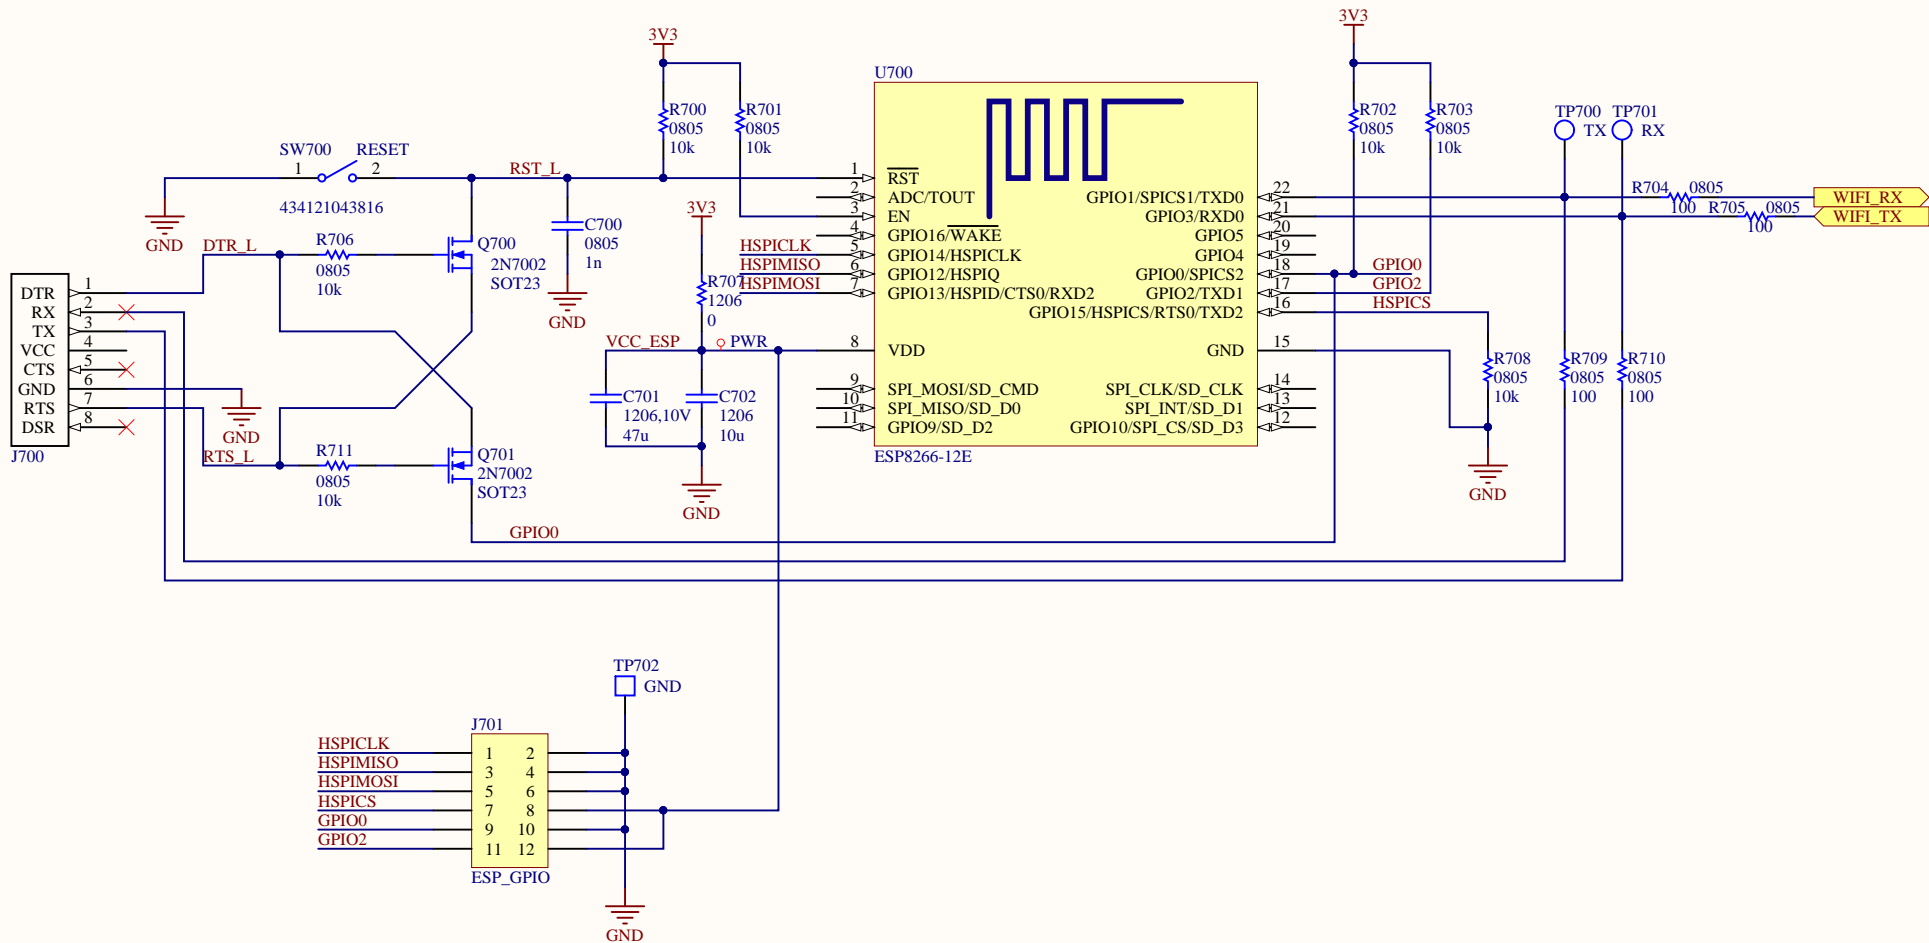 3V3
R700
0805
10k
R701
0805
10k
SW700 RESET
1 2
434121043816
GND
RST_L
C700
0805
1n
GND
DTR_L
R706
0805
10k
Q700
2N7002
SOT23
J700
DTR 1
RX 2
TX 3
VCC 4
CTS 5
GND 6
RTS 7
DSR 8
GND
RTS_L
R711
0805
10k
Q701
2N7002
SOT23
GPIO0
3V3
R707
1206
0
VCC_ESP
PWR
C701
1206,10V
47u
C702
1206
10u
GND
HSPICLK
HSPIMISO
HSPIMOSI
U700
1 RST
2 ADC/TOUT
3 EN
4 GPIO16/WAKE
5 GPIO14/HSPICLK
6 GPIO12/HSPIQ
7 GPIO13/HSPID/CTS0/RXD2
8 VDD
9 SPI_MOSI/SD_CMD
10 SPI_MISO/SD_D0
11 GPIO9/SD_D2
GPIO1/SPICS1/TXD0 22
GPIO3/RXD0 21
GPIO5 20
GPIO4 19
GPIO0/SPICS2 18
GPIO2/TXD1 17
GPIO15/HSPICS/RTS0/TXD2 16
GND 15
SPI_CLK/SD_CLK 14
SPI_INT/SD_D1 13
GPIO10/SPI_CS/SD_D3 12
ESP8266-12E
3V3
R702
0805
10k
R703
0805
10k
GPIO0
GPIO2
HSPICS
TP700
TX
TP701
RX
R704 0805
100
WIFI_RX
R705 0805
100
WIFI_TX
R708
0805
10k
GND
R709
0805
100
R710
0805
100
TP702
GND
J701
HSPICLK 1 2
HSPIMISO 3 4
HSPIMOSI 5 6
HSPICS 7 8
GPIO0 9 10
GPIO2 11 12
ESP_GPIO
GND